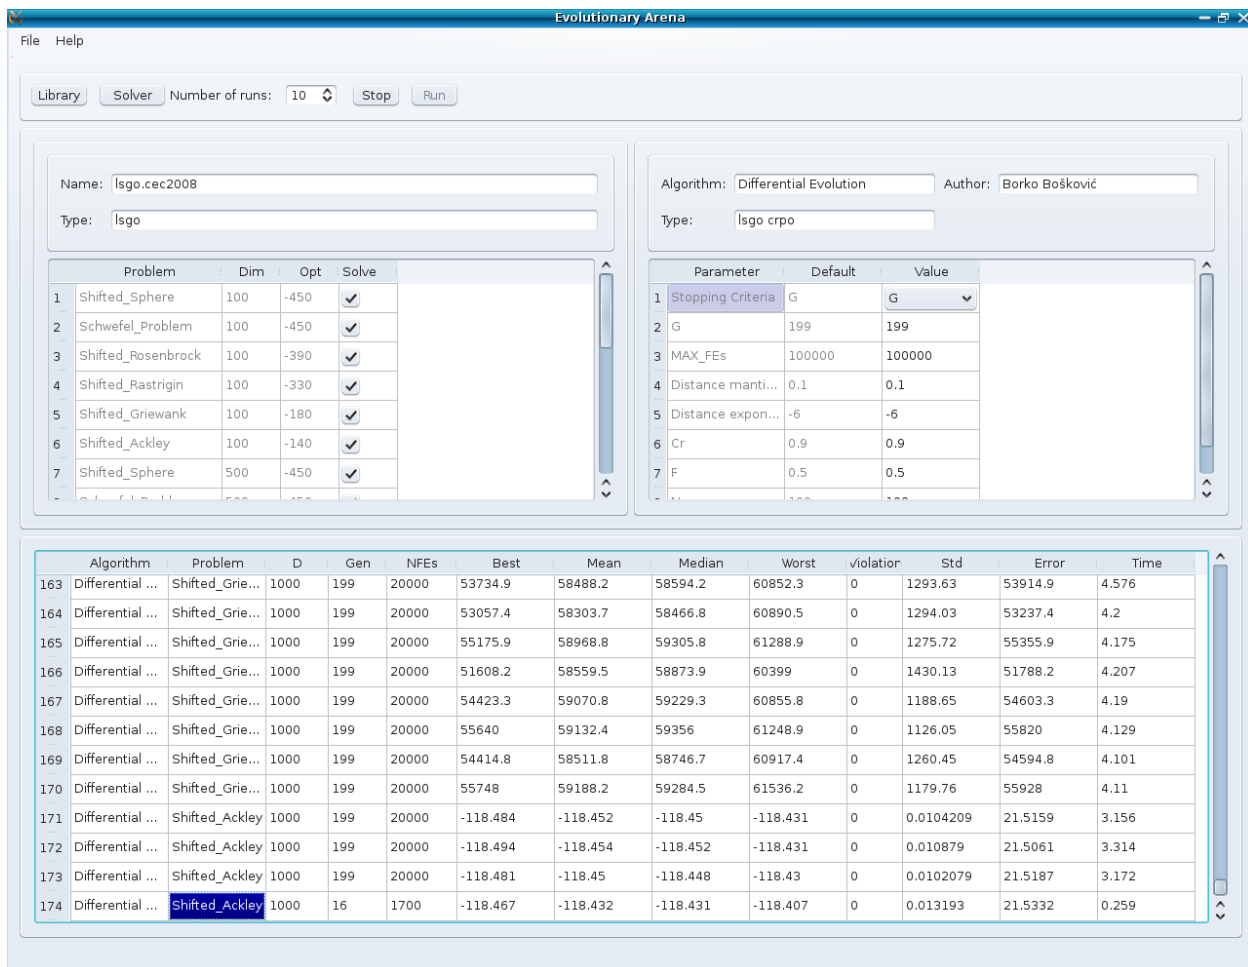 Evolutionary Arena
File Help
Library Solver Number of runs: 10 Stop Run
Name: lsgo.cec2008
Type: lsgo
Algorithm: Differential Evolution Author: Borko Bošković
Type: lsgo crpo
Problem Dim Opt Solve
1 Shifted_Sphere 100 -450
2 Schwefel_Problem 100 -450
3 Shifted_Rosenbrock 100 -390
4 Shifted_Rastrigin 100 -330
5 Shifted_Griewank 100 -180
6 Shifted_Ackley 100 -140
7 Shifted_Sphere 500 -450
Parameter Default Value
1 Stopping Criteria G G
2 G 199 199
3 MAX_FEs 100000 100000
4 Distance manti... 0.1 0.1
5 Distance expon... -6 -6
6 Cr 0.9 0.9
7 F 0.5 0.5
Algorithm Problem D Gen NFEs Best Mean Median Worst Violation Std Error Time
163 Differential ... Shifted_Grie... 1000 199 20000 53734.9 58488.2 58594.2 60852.3 0 1293.63 53914.9 4.576
164 Differential ... Shifted_Grie... 1000 199 20000 53057.4 58303.7 58466.8 60890.5 0 1294.03 53237.4 4.2
165 Differential ... Shifted_Grie... 1000 199 20000 55175.9 58968.8 59305.8 61288.9 0 1275.72 55355.9 4.175
166 Differential ... Shifted_Grie... 1000 199 20000 51608.2 58559.5 58873.9 60399 0 1430.13 51788.2 4.207
167 Differential ... Shifted_Grie... 1000 199 20000 54423.3 59070.8 59229.3 60855.8 0 1188.65 54603.3 4.19
168 Differential ... Shifted_Grie... 1000 199 20000 55640 59132.4 59356 61248.9 0 1126.05 55820 4.129
169 Differential ... Shifted_Grie... 1000 199 20000 54414.8 58511.8 58746.7 60917.4 0 1260.45 54594.8 4.101
170 Differential ... Shifted_Grie... 1000 199 20000 55748 59188.2 59284.5 61536.2 0 1179.76 55928 4.11
171 Differential ... Shifted_Ackley 1000 199 20000 -118.484 -118.452 -118.45 -118.431 0 0.0104209 21.5159 3.156
172 Differential ... Shifted_Ackley 1000 199 20000 -118.494 -118.454 -118.452 -118.431 0 0.010879 21.5061 3.314
173 Differential ... Shifted_Ackley 1000 199 20000 -118.481 -118.45 -118.448 -118.43 0 0.0102079 21.5187 3.172
174 Differential ... Shifted_Ackley 1000 16 1700 -118.467 -118.432 -118.431 -118.407 0 0.013193 21.5332 0.259